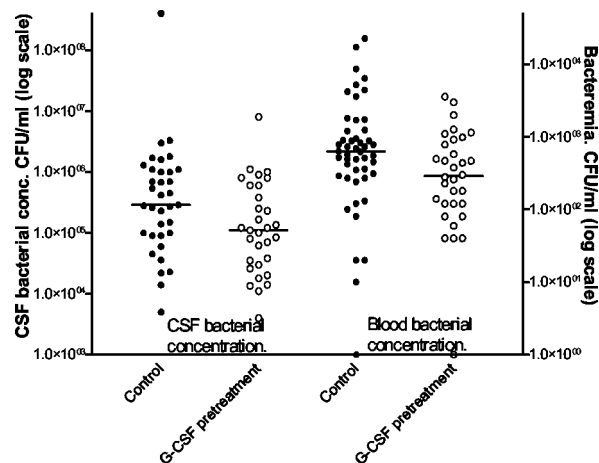 CSF bacterial conc. CFU/ml (log scale)
1.0×10⁰⁸
1.0×10⁰⁷
1.0×10⁰⁶
1.0×10⁰⁵
1.0×10⁰⁴
1.0×10⁰³
CSF bacterial
concentration.
Blood bacterial
concentration.
1.0×10⁰⁴
1.0×10⁰³
1.0×10⁰²
1.0×10⁰¹
1.0×10⁰⁰
Bacteremia. CFU/ml (log scale)
Control
G-CSF pretreatment
Control
G-CSF pretreatment